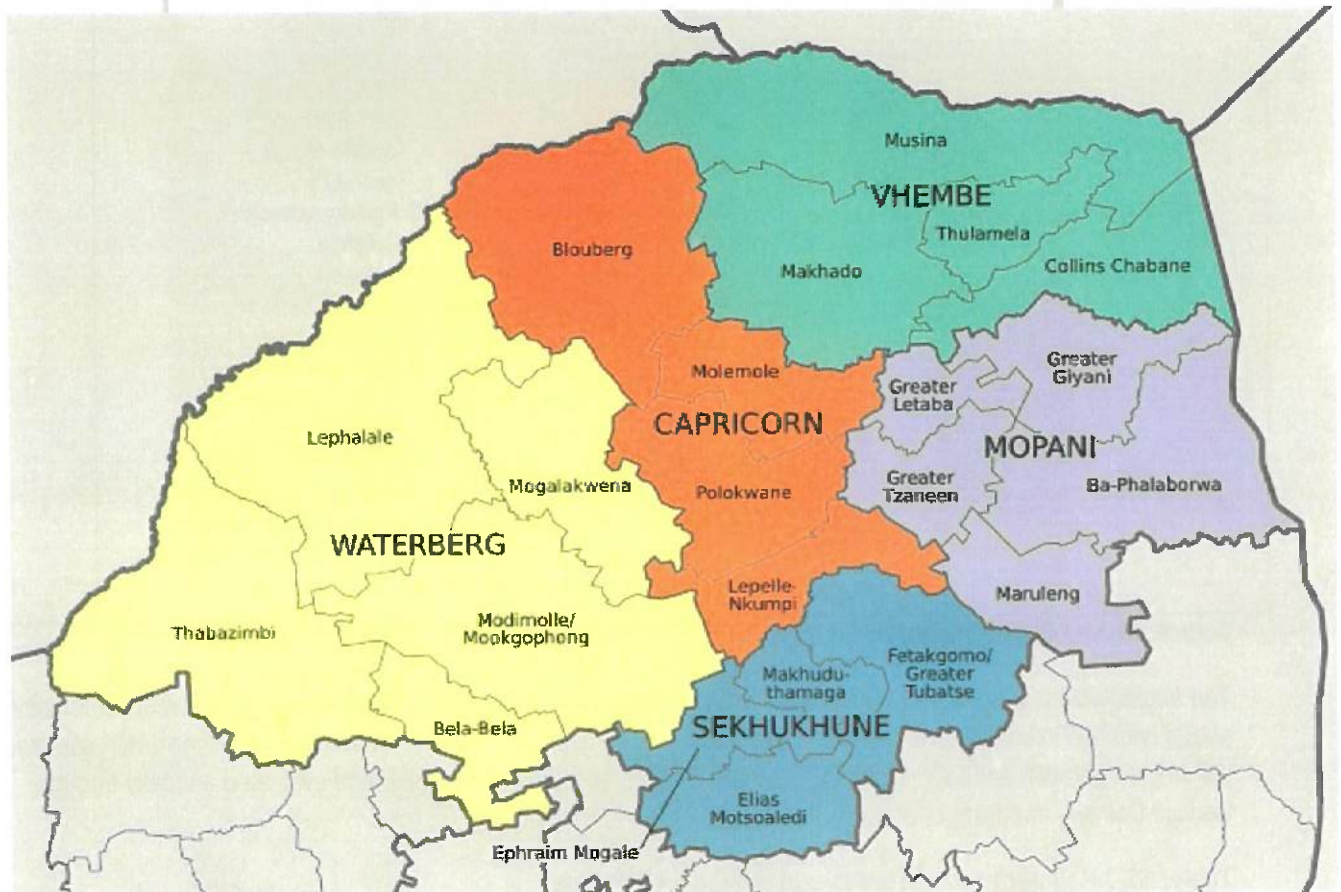 Musina
VHEMBE
Thulamela
Blouberg
Makhado
Collins Chabane
Molemole
Greater
Giyani
Greater
Letaba
CAPRICORN
Lephalale
MOPANI
Mogalakwena
Polokwane
Greater
Tzaneen
Ba-Phalaborwa
WATERBERG
Lepelle-
Nkumpi
Maruleng
Thabazimbi
Modimolle/
Mookgophong
Makhudu-
thamaga
Fetakgomo/
Greater
Tubatse
Bela-Bela
SEKHUKHUNE
Elias
Motsoaledi
Ephraim Mogale